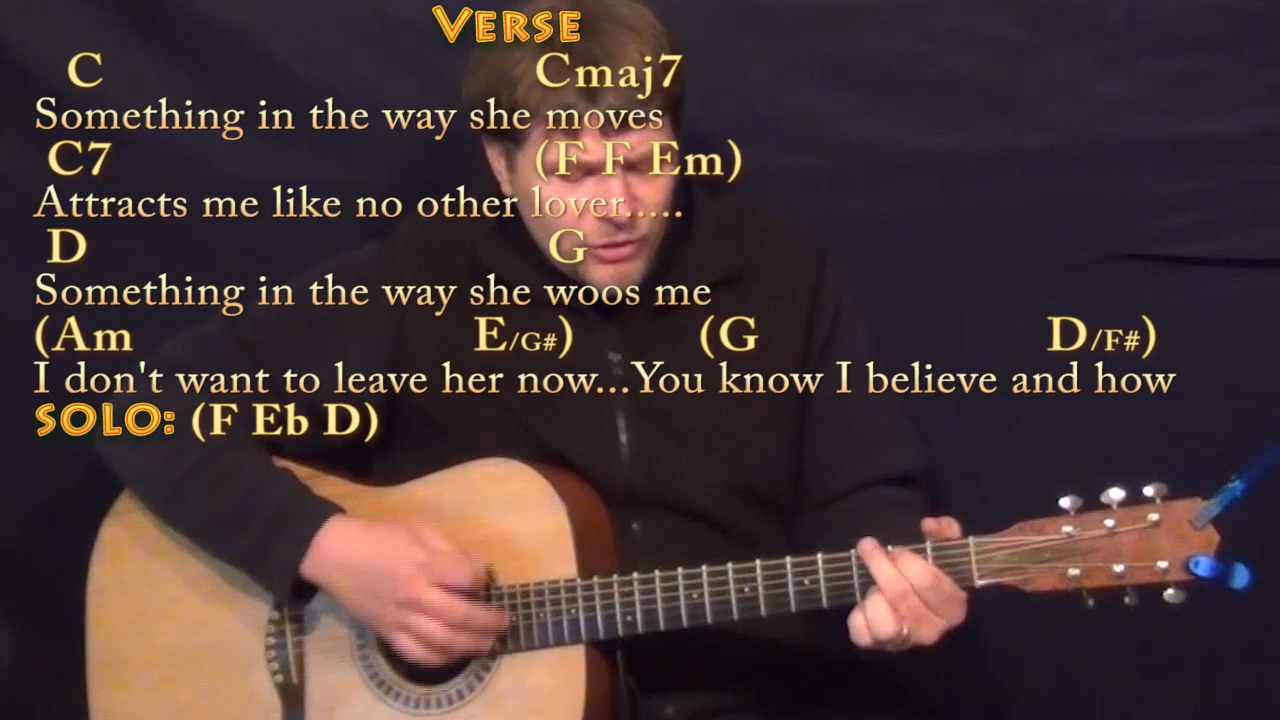 VERSE
C Cmaj7
Something in the way she moves
C7 (F F Em)
Attracts me like no other lover.....
D G
Something in the way she woos me
(Am E/G#) (G D/F#)
I don't want to leave her now...You know I believe and how
SOLO: (F Eb D)